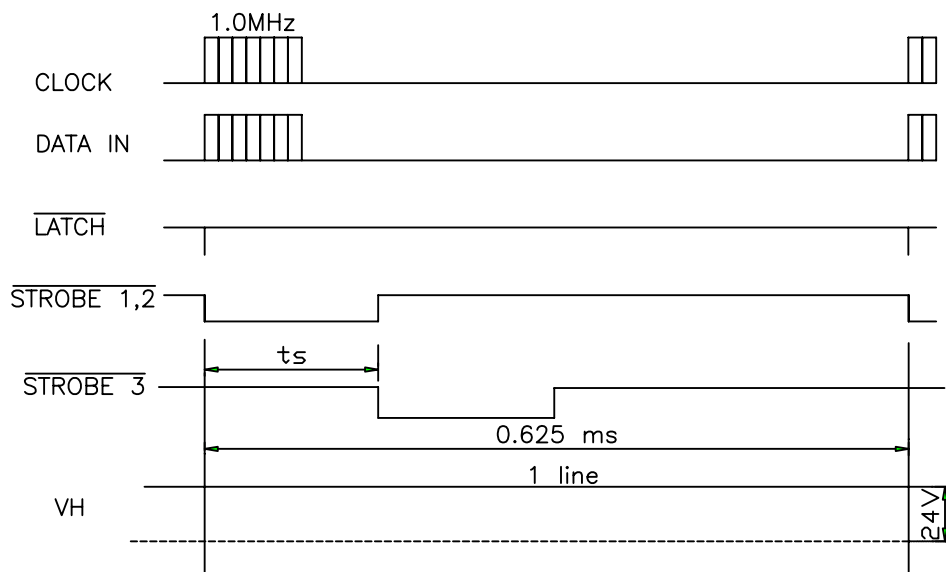 1.0MHz
CLOCK
DATA IN
LATCH
STROBE 1,2
ts
STROBE 3
0.625 ms
1 line
VH
24V